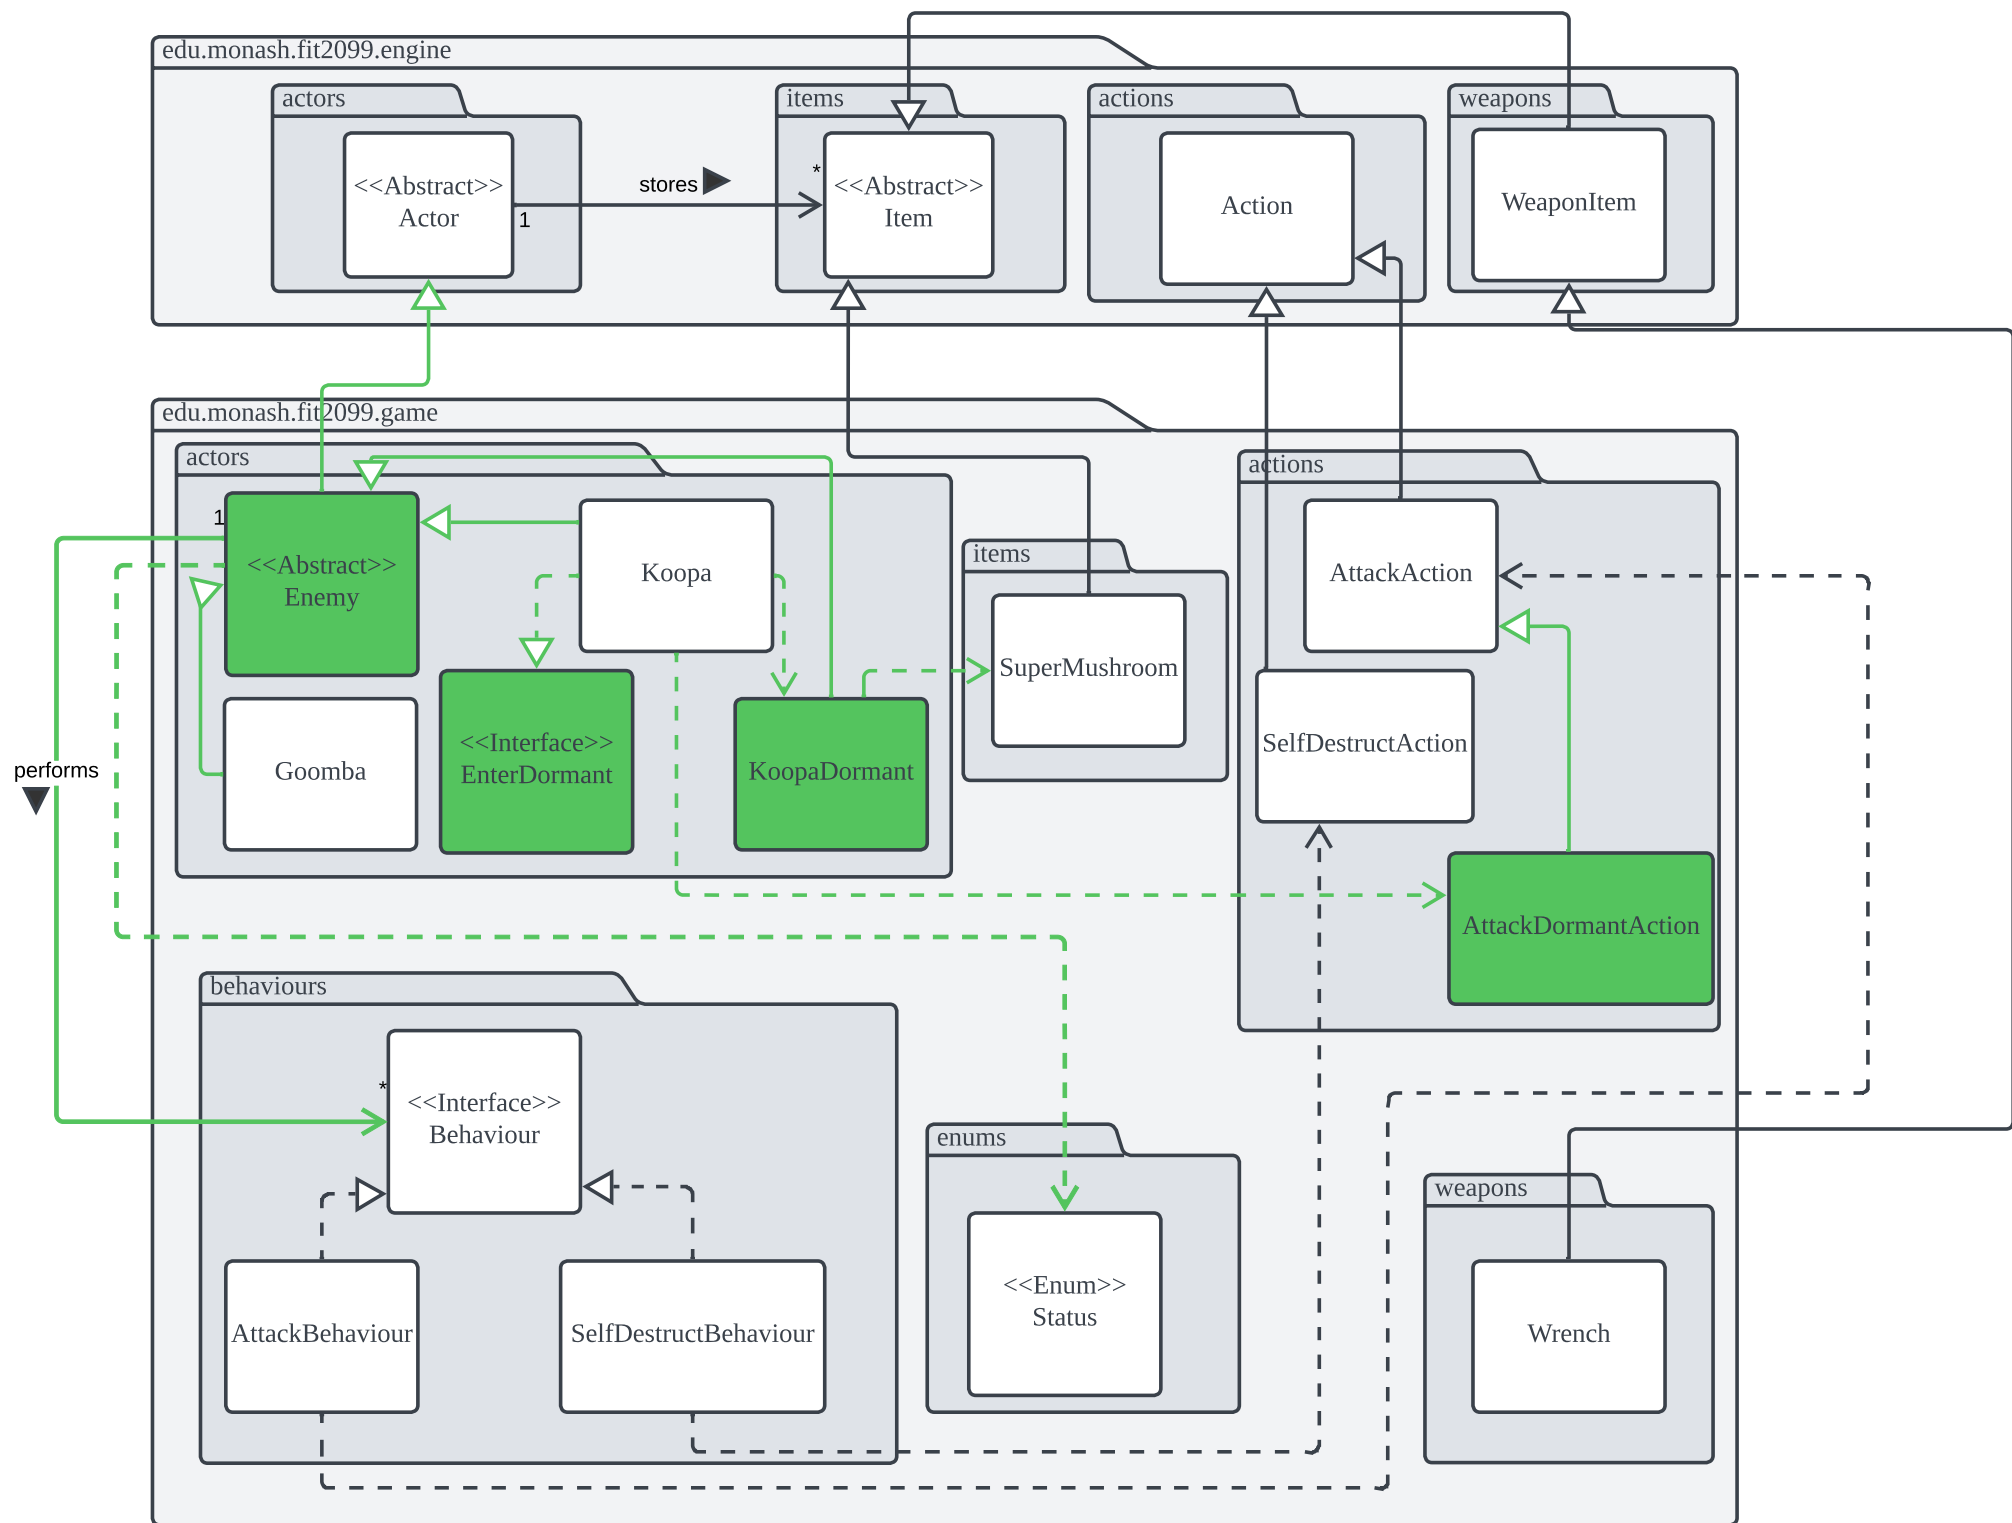 edu.monash.fit2099.engine
actors
items
actions
weapons
<<Abstract>>
Actor
1
stores
*
<<Abstract>>
Item
Action
WeaponItem
edu.monash.fit2099.game
actors
1
<<Abstract>>
Enemy
Koopa
Goomba
<<Interface>>
EnterDormant
KoopaDormant
items
SuperMushroom
actions
AttackAction
SelfDestructAction
AttackDormantAction
performs
behaviours
*
<<Interface>>
Behaviour
AttackBehaviour
SelfDestructBehaviour
enums
<<Enum>>
Status
weapons
Wrench